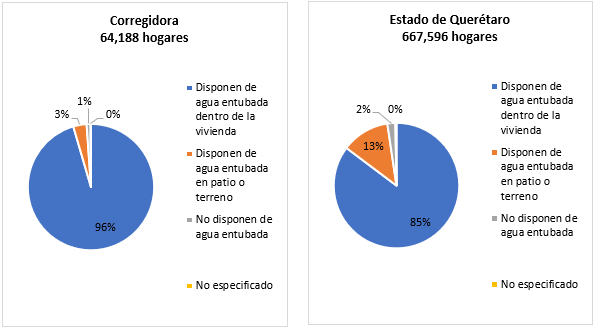 Corregidora
64,188 hogares
1%
0%
3%
96%
Disponen de
agua entubada
dentro de la
vivienda
Disponen de
agua entubada
en patio o
terreno
No disponen de
agua entubada
No especificado
Estado de Querétaro
667,596 hogares
2%
0%
13%
85%
Disponen de
agua entubada
dentro de la
vivienda
Disponen de
agua entubada
en patio o
terreno
No disponen de
agua entubada
No especificado